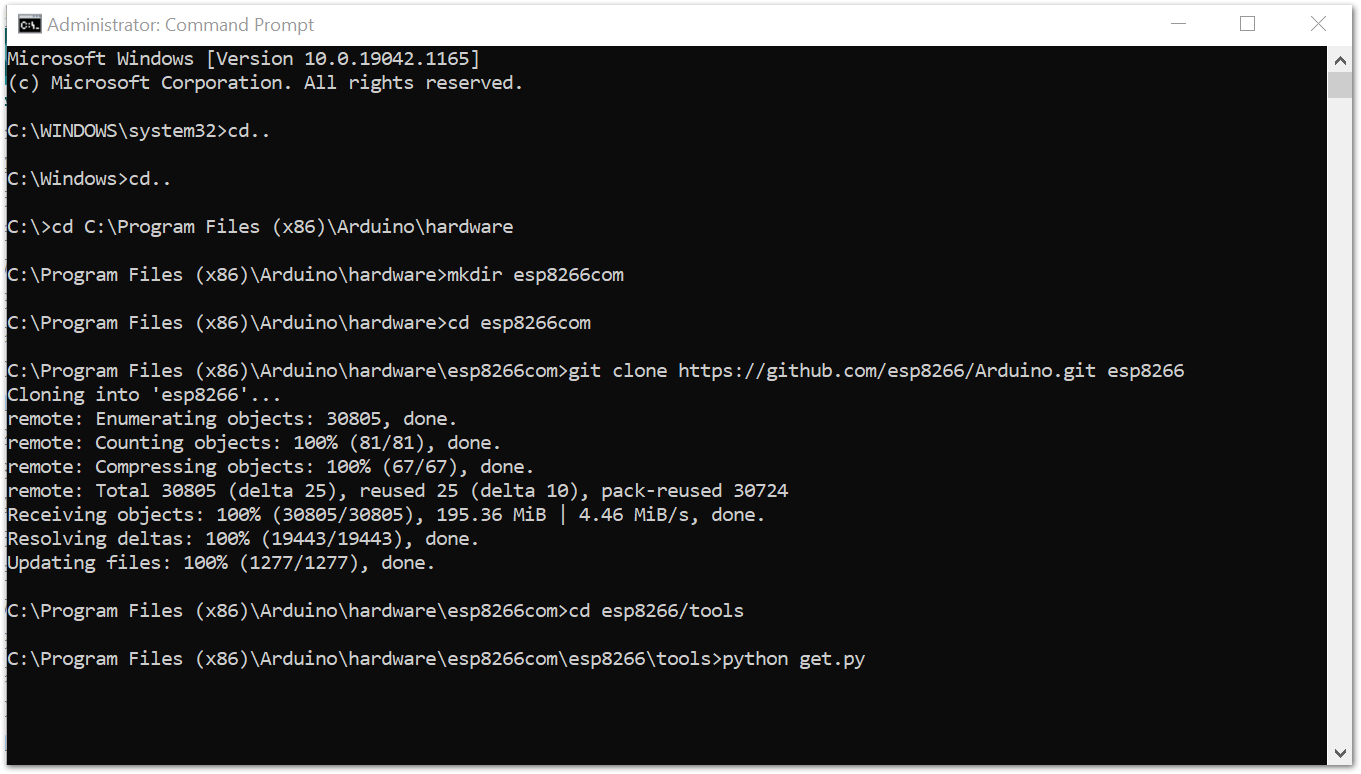 Administrator: Command Prompt
Microsoft Windows [Version 10.0.19042.1165]
(c) Microsoft Corporation. All rights reserved.
C:\WINDOWS\system32>cd..
C:\Windows>cd..
C:\>cd C:\Program Files (x86)\Arduino\hardware
C:\Program Files (x86)\Arduino\hardware>mkdir esp8266com
C:\Program Files (x86)\Arduino\hardware>cd esp8266com
C:\Program Files (x86)\Arduino\hardware\esp8266com>git clone https://github.com/esp8266/Arduino.git esp8266
Cloning into 'esp8266'...
remote: Enumerating objects: 30805, done.
remote: Counting objects: 100% (81/81), done.
remote: Compressing objects: 100% (67/67), done.
remote: Total 30805 (delta 25), reused 25 (delta 10), pack-reused 30724
Receiving objects: 100% (30805/30805), 195.36 MiB | 4.46 MiB/s, done.
Resolving deltas: 100% (19443/19443), done.
Updating files: 100% (1277/1277), done.
C:\Program Files (x86)\Arduino\hardware\esp8266com>cd esp8266/tools
C:\Program Files (x86)\Arduino\hardware\esp8266com\esp8266\tools>python get.py